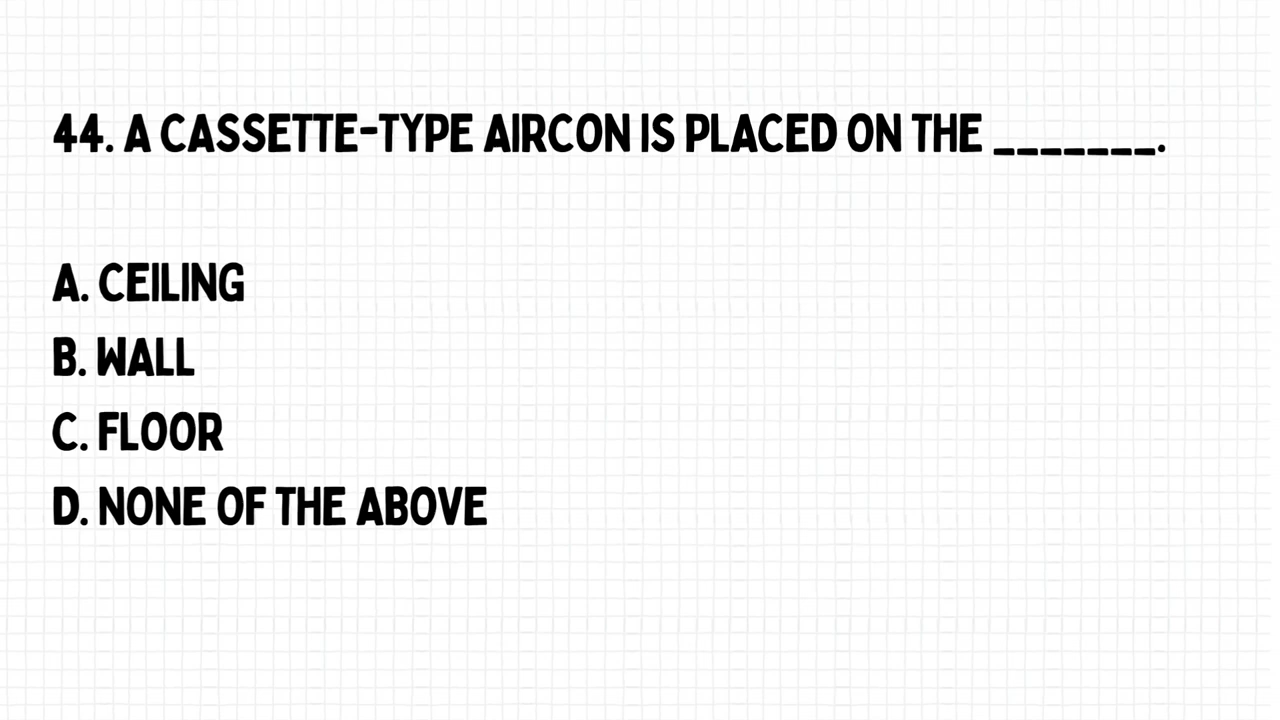 44. A CASSETTE-TYPE AIRCON IS PLACED ON THE _______.
A. CEILING
B. WALL
C. FLOOR
D. NONE OF THE ABOVE